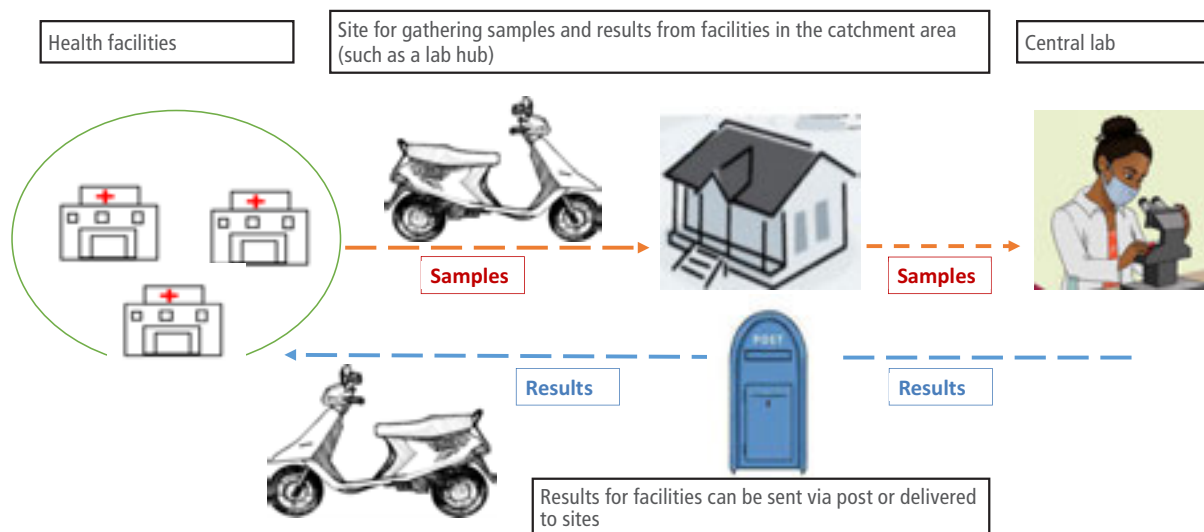 Health facilities
Site for gathering samples and results from facilities in the catchment area
(such as a lab hub)
Central lab
Samples
Samples
POST
Results
Results
Results for facilities can be sent via post or delivered
to sites